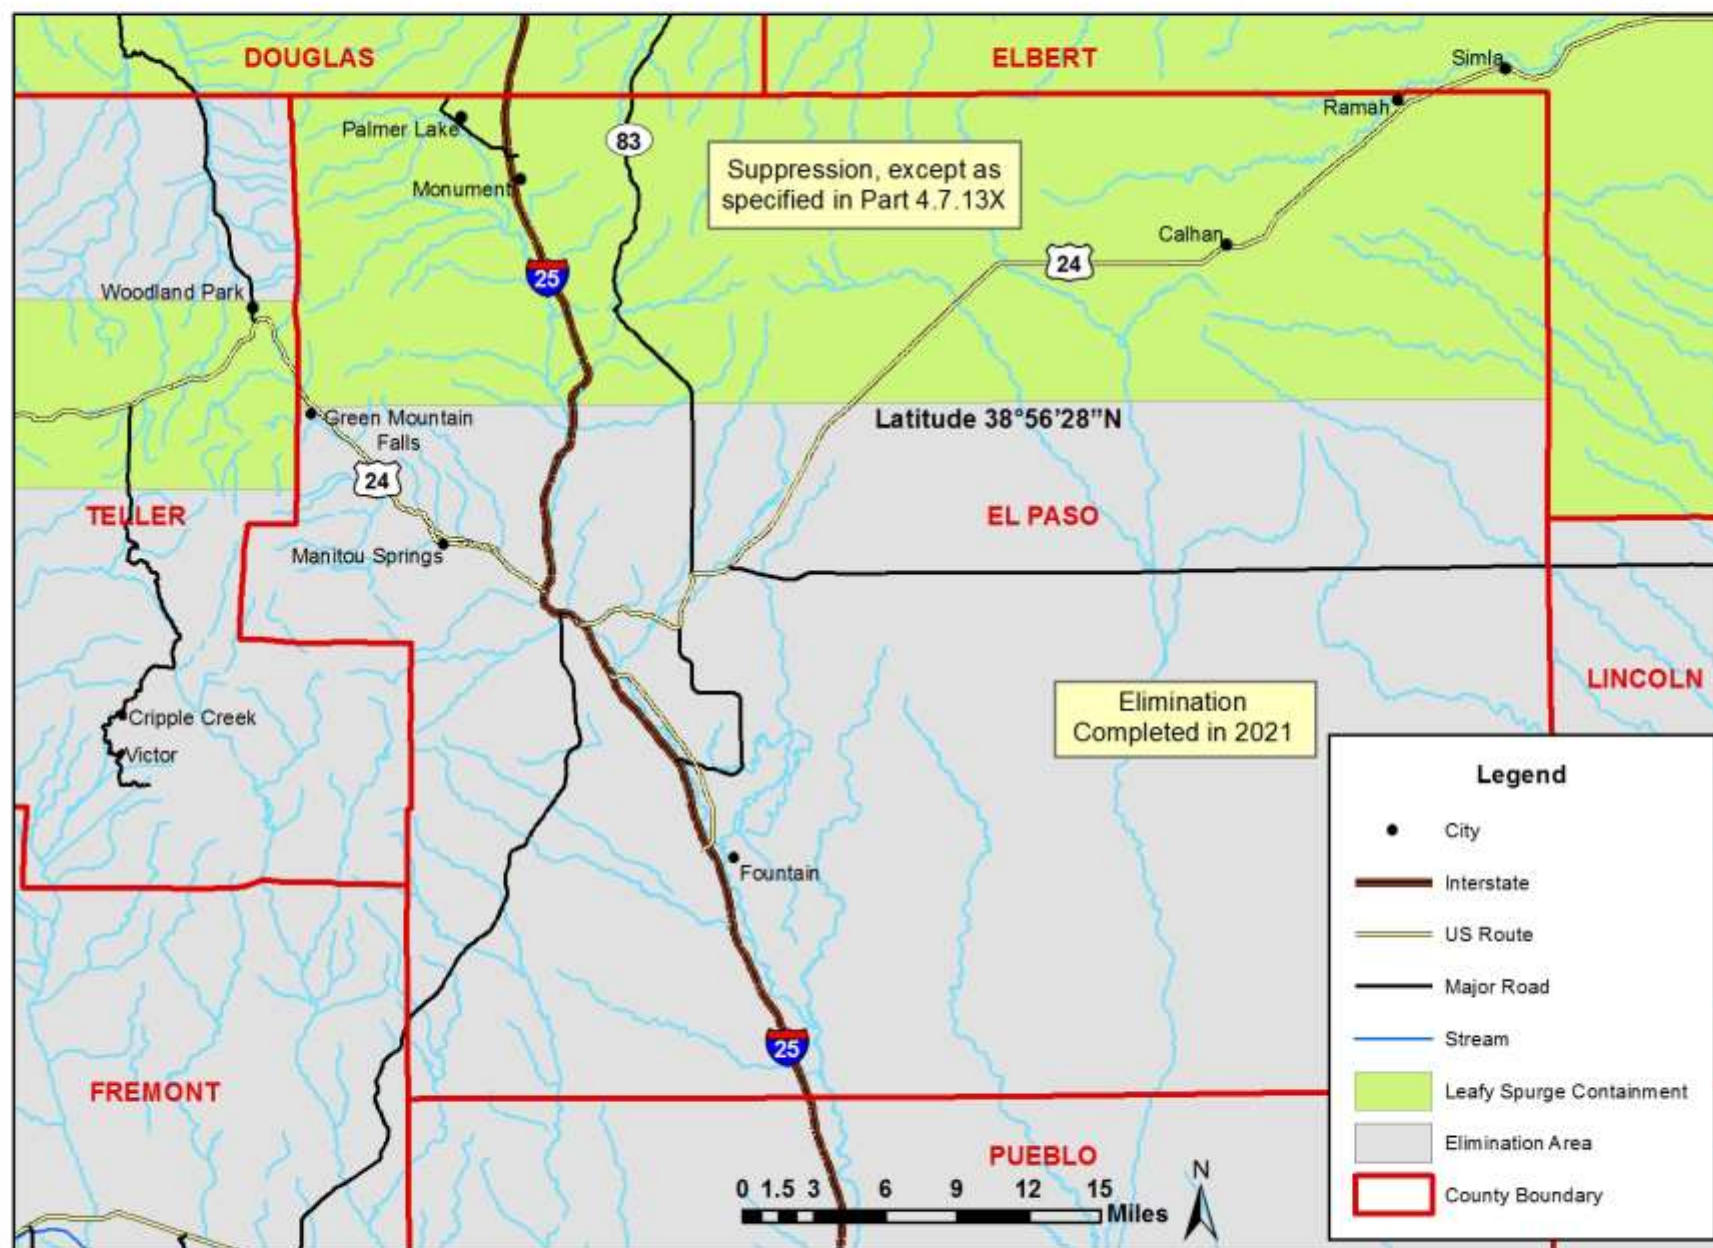 DOUGLAS
ELBERT
Simla
Ramah
Palmer Lake
83
Monument
Suppression, except as
specified in Part 4.7.13X
Calhan
24
25
Woodland Park
Green Mountain
Falls
Latitude 38°56’28”N
24
TELLER
EL PASO
Manitou Springs
LINCOLN
Elimination
Completed in 2021
Cripple Creek
Victor
Fountain
25
FREMONT
PUEBLO
0 1.5 3 6 9 12 15
Miles
N
Legend
City
Interstate
US Route
Major Road
Stream
Leafy Spurge Containment
Elimination Area
County Boundary